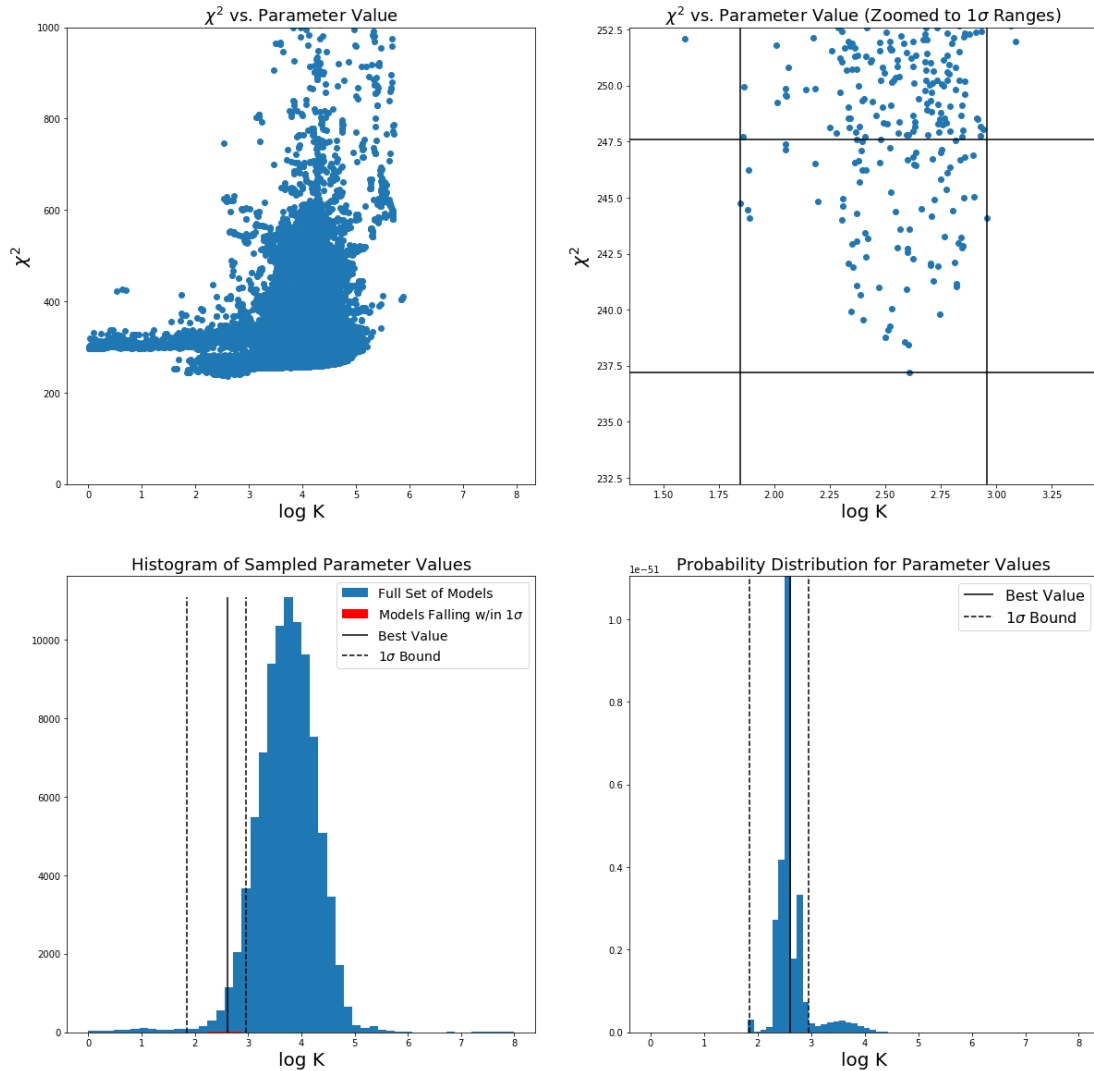 χ² vs. Parameter Value
1000
800
600
400
200
0
χ²
0 1 2 3 4 5 6 7 8
log K
χ² vs. Parameter Value (Zoomed to 1σ Ranges)
252.5
250.0
247.5
245.0
242.5
240.0
237.5
235.0
232.5
χ²
1.50 1.75 2.00 2.25 2.50 2.75 3.00 3.25
log K
Histogram of Sampled Parameter Values
Full Set of Models
Models Falling w/in 1σ
Best Value
1σ Bound
10000
8000
6000
4000
2000
0
0 1 2 3 4 5 6 7 8
log K
Probability Distribution for Parameter Values
1e−51
Best Value
1σ Bound
1.0
0.8
0.6
0.4
0.2
0.0
0 1 2 3 4 5 6 7 8
log K